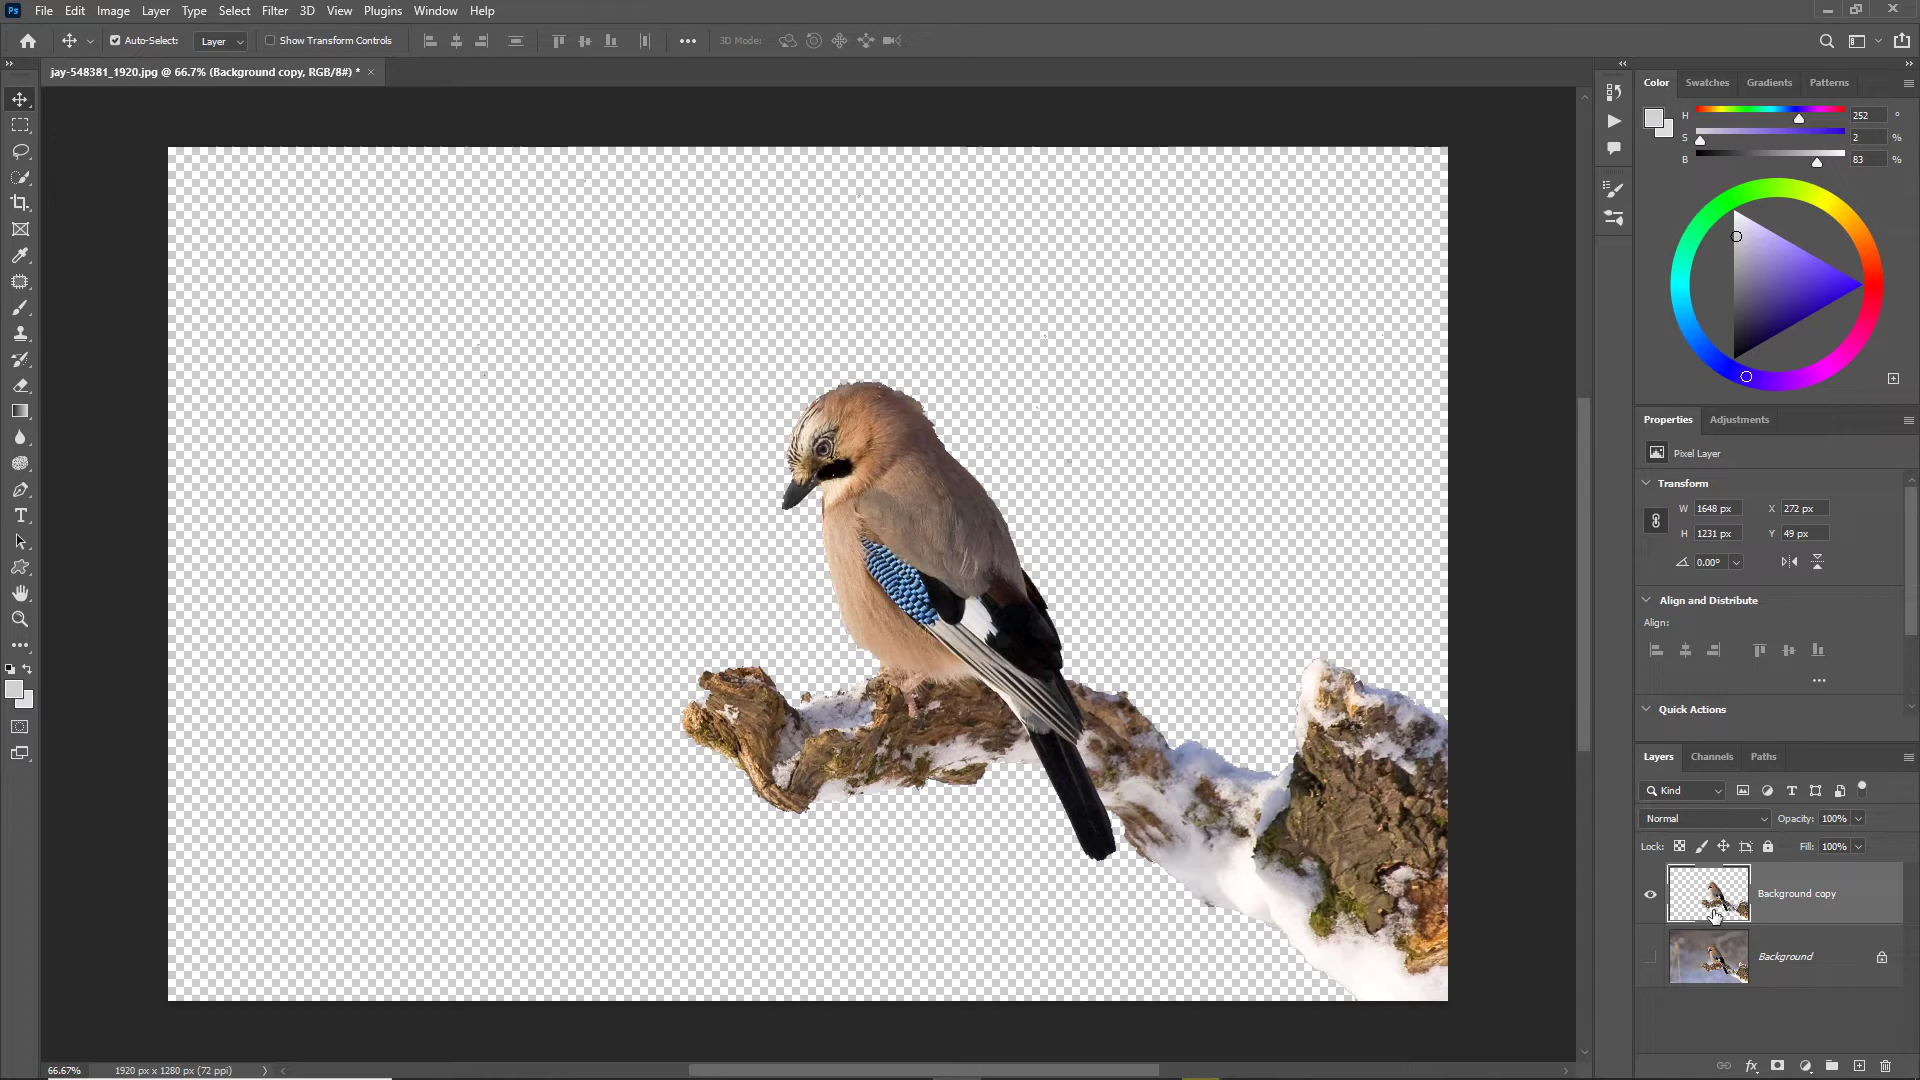 Ps File Edit Image Layer Type Select Filter 3D View Plugins Window Help
Auto-Select: Layer Show Transform Controls 3D Mode:
jay-548381_1920.jpg @ 66.7% (Background copy, RGB/8#) *
Color Swatches Gradients Patterns
H 252 °
S 2 %
B 83 %
Properties Adjustments
Pixel Layer
Transform
W 1648 px X 272 px
H 1231 px Y 49 px
0.00°
Align and Distribute
Align:
Quick Actions
Layers Channels Paths
Kind
Normal Opacity: 100%
Lock: Fill: 100%
Background copy
Background
66.67% 1920 px x 1280 px (72 ppi)